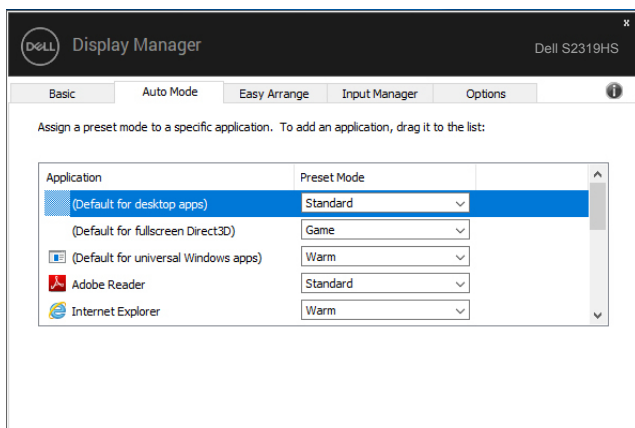 DELL Display Manager
x
Dell S2319HS
Basic Auto Mode Easy Arrange Input Manager Options
Assign a preset mode to a specific application. To add an application, drag it to the list:
Application Preset Mode
(Default for desktop apps) Standard
(Default for fullscreen Direct3D) Game
(Default for universal Windows apps) Warm
Adobe Reader Standard
Internet Explorer Warm